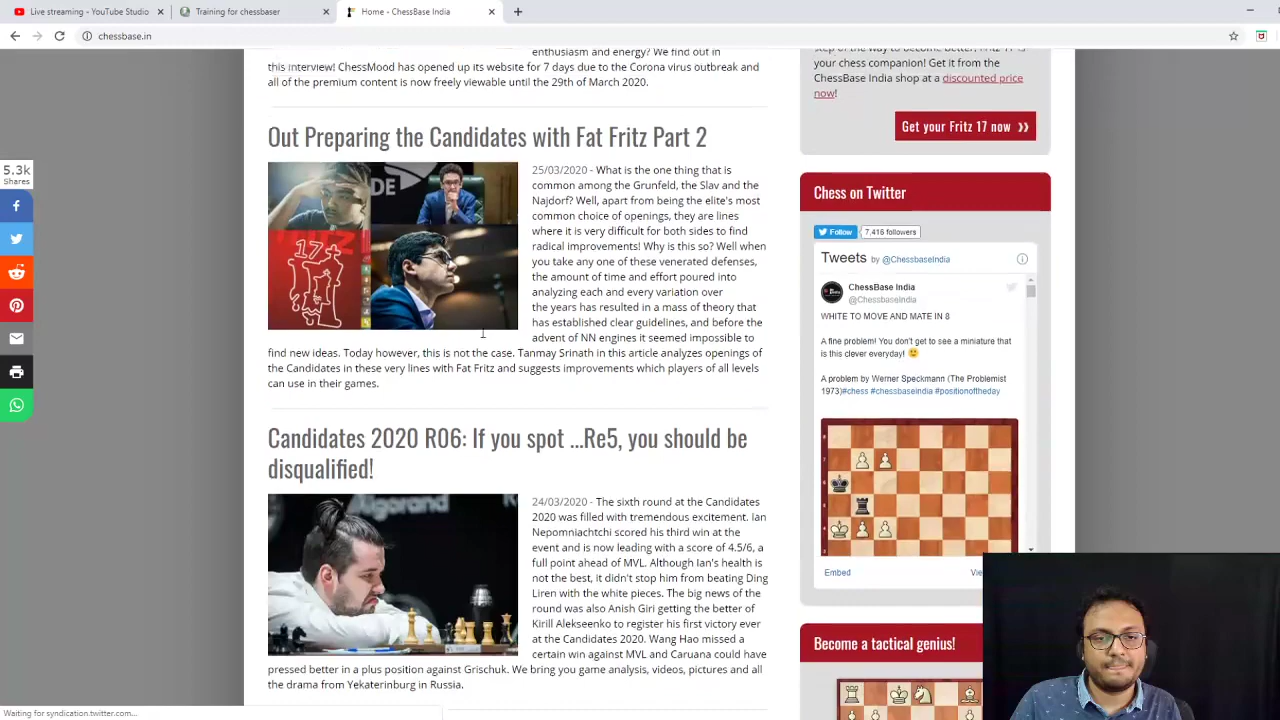 Live streaming - YouTube Studio
Training for chessbaser
Home - ChessBase India
chessbase.in
5.3k
Shares
enthusiasm and energy? We find out in
this interview! ChessMood has opened up its website for 7 days due to the Corona virus outbreak and
all of the premium content is now freely viewable until the 29th of March 2020.
Out Preparing the Candidates with Fat Fritz Part 2
DE
17
25/03/2020 - What is the one thing that is
common among the Grunfeld, the Slav and the
Najdorf? Well, apart from being the elite's most
common choice of openings, they are lines
where it is very difficult for both sides to find
radical improvements! Why is this so? Well when
you take any one of these venerated defenses,
the amount of time and effort poured into
analyzing each and every variation over
the years has resulted in a mass of theory that
has established clear guidelines, and before the
advent of NN engines it seemed impossible to
find new ideas. Today however, this is not the case. Tanmay Srinath in this article analyzes openings of
the Candidates in these very lines with Fat Fritz and suggests improvements which players of all levels
can use in their games.
Candidates 2020 R06: If you spot ...Re5, you should be
disqualified!
Algorand
24/03/2020 - The sixth round at the Candidates
2020 was filled with tremendous excitement. Ian
Nepomniachtchi scored his third win at the
event and is now leading with a score of 4.5/6, a
full point ahead of MVL. Although Ian's health is
not the best, it didn't stop him from beating Ding
Liren with the white pieces. The big news of the
round was also Anish Giri getting the better of
Kirill Alekseenko to register his first victory ever
at the Candidates 2020. Wang Hao missed a
certain win against MVL and Caruana could have
pressed better in a plus position against Grischuk. We bring you game analysis, videos, pictures and all
the drama from Yekaterinburg in Russia.
step of the way to become better, Fritz 17 is
your chess companion! Get it from the
ChessBase India shop at a discounted price
now!
Get your Fritz 17 now
Chess on Twitter
Follow
7,416 followers
Tweets by @ChessbaseIndia
ChessBase India
@ChessbaseIndia
WHITE TO MOVE AND MATE IN 8
A fine problem! You don't get to see a miniature that
is this clever everyday!
A problem by Werner Speckmann (The Problemist
1973)#chess #chessbaseindia #positionoftheday
Embed
Become a tactical genius!
Waiting for syndication.twitter.com...